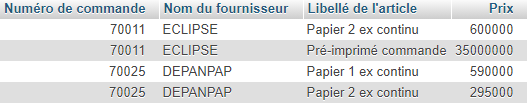 Numéro de commande Nom du fournisseur Libellé de l'article Prix
70011 ECLIPSE Papier 2 ex continu 600000
70011 ECLIPSE Pré-imprimé commande 35000000
70025 DEPANPAP Papier 1 ex continu 590000
70025 DEPANPAP Papier 2 ex continu 295000